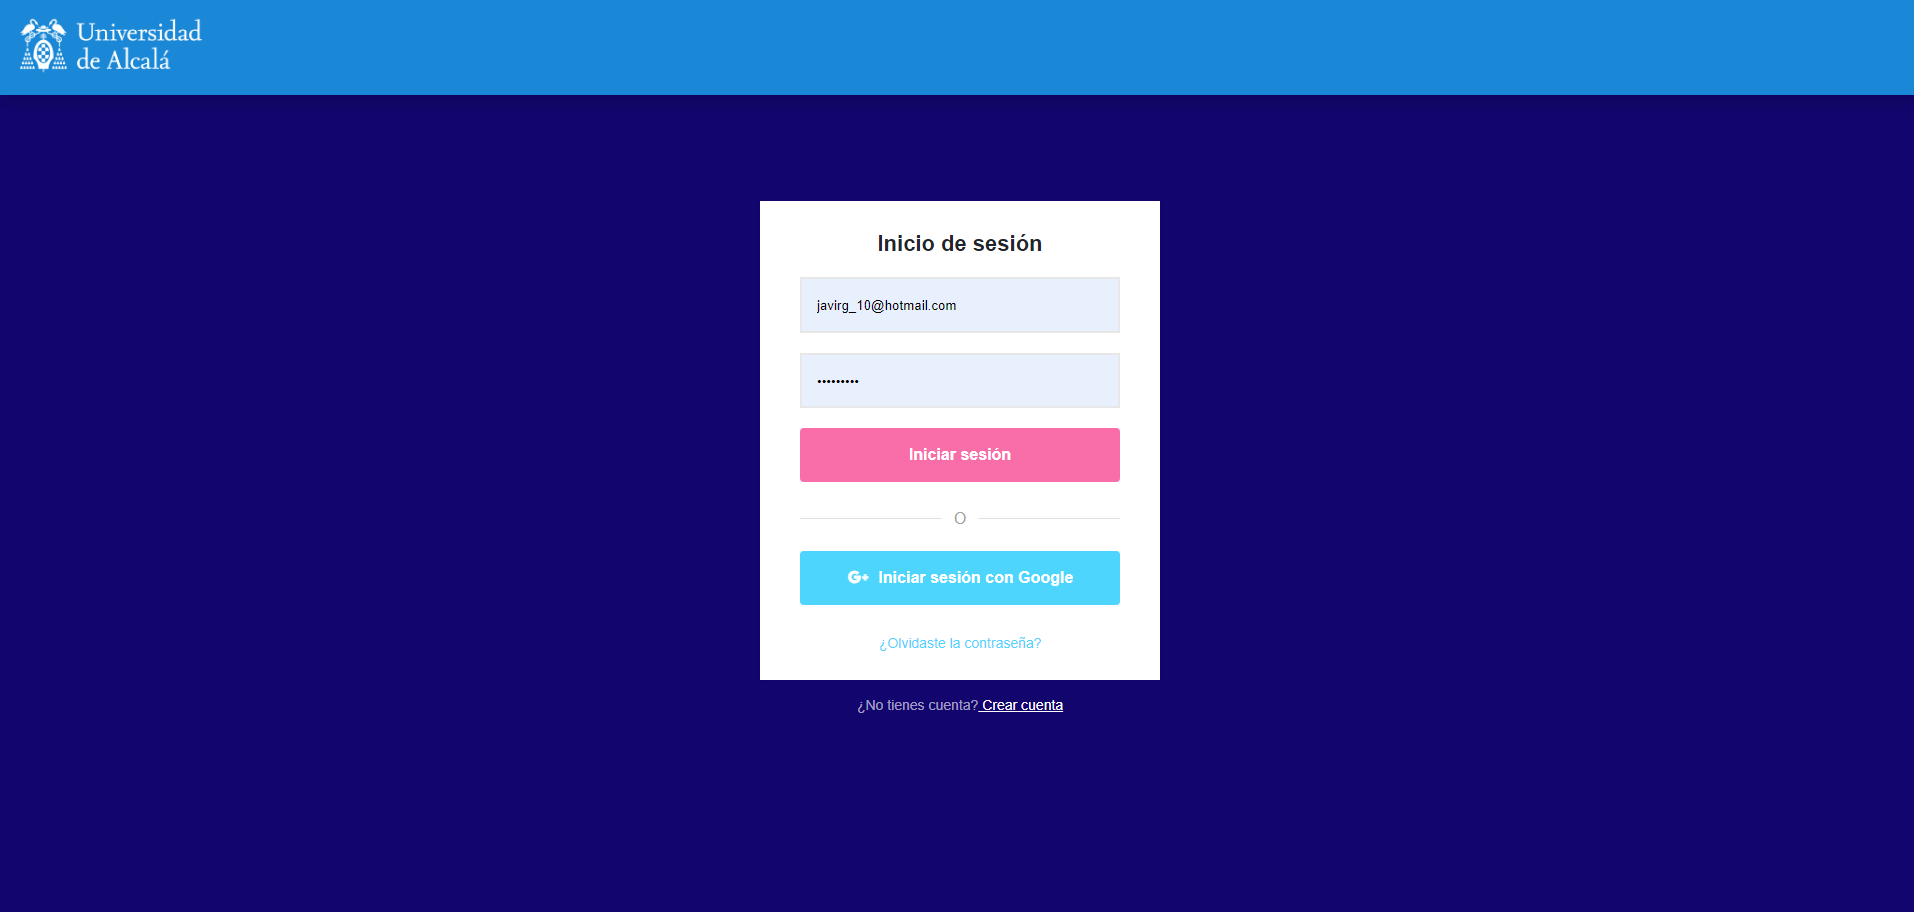 Universidad
de Alcalá
Inicio de sesión
javirg_10@hotmail.com
•••••••••
Iniciar sesión
O
G+ Iniciar sesión con Google
¿Olvidaste la contraseña?
¿No tienes cuenta? Crear cuenta